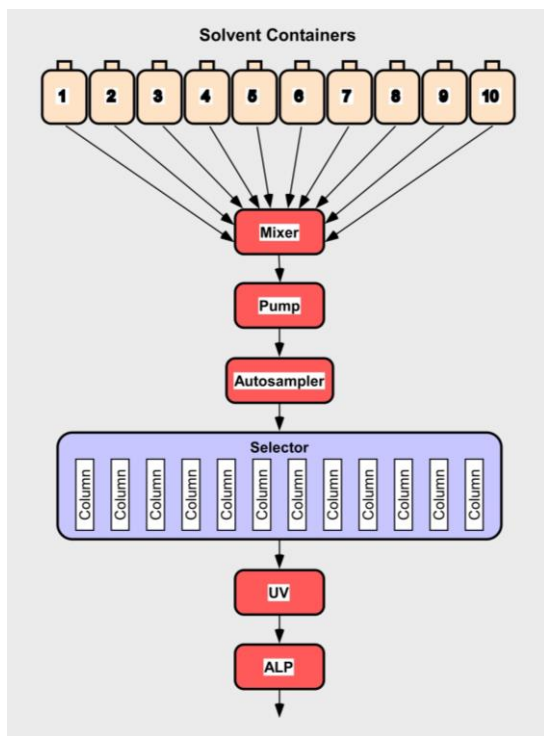 Solvent Containers
1 2 3 4 5 6 7 8 9 10
Mixer
Pump
Autosampler
Selector
Column Column Column Column Column Column Column Column Column Column Column Column
UV
ALP